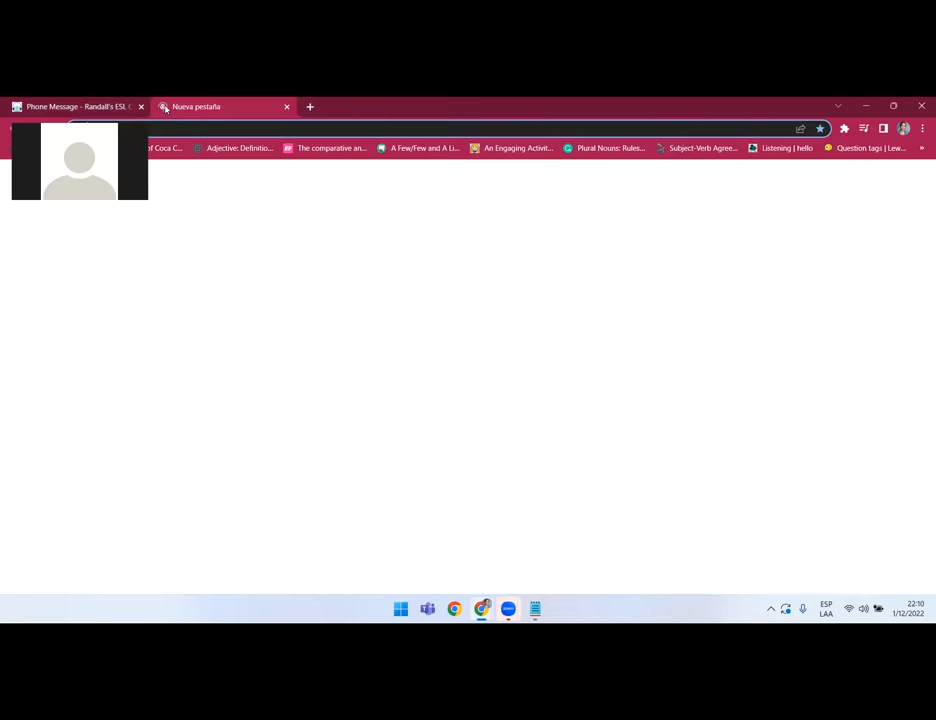 Phone Message - Randall's ESL C
Nueva pestaña
of Coca C...
Adjective: Definitio...
The comparative an...
A Few/Few and A Li...
An Engaging Activit...
Plural Nouns: Rules...
Subject-Verb Agree...
Listening | hello
Question tags | Lew...
»
ESP
LAA
22:10
1/12/2022